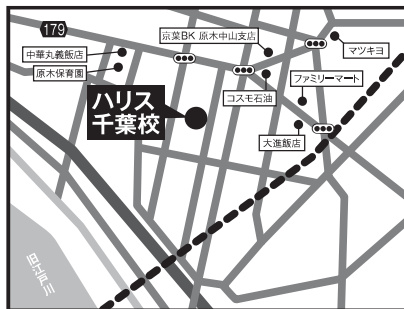 179
中華丸義飯店
原木保育園
京葉BK 原木中山支店
マツキヨ
ファミリーマート
コスモ石油
大進飯店
ハリス
千葉校
旧江戸川